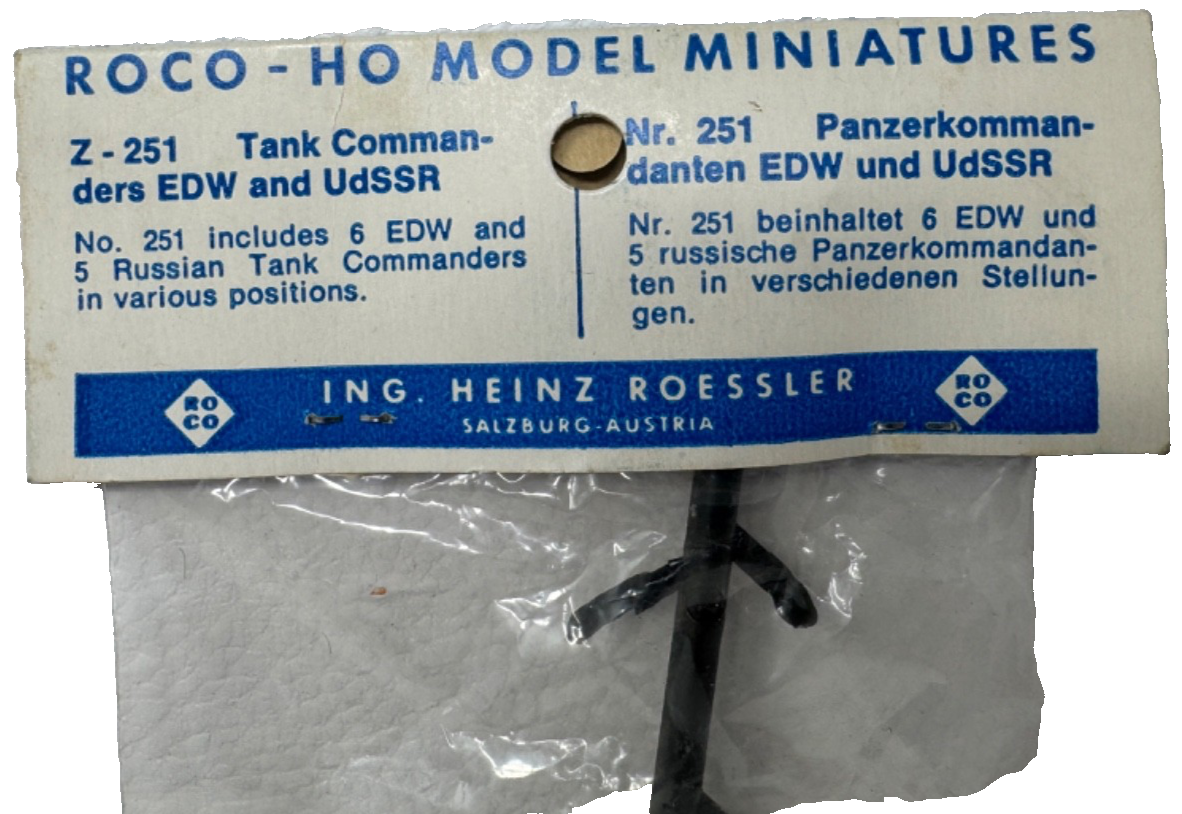 ROCO-HO MODEL MINIATURES
Z - 251 Tank Comman-
ders EDW and UdSSR
No. 251 includes 6 EDW and
5 Russian Tank Commanders
in various positions.
Nr. 251 Panzerkomman-
danten EDW und UdSSR
Nr. 251 beinhaltet 6 EDW und
5 russische Panzerkommandan-
ten in verschiedenen Stellun-
gen.
RO
CO
ING. HEINZ ROESSLER
SALZBURG-AUSTRIA
RO
CO